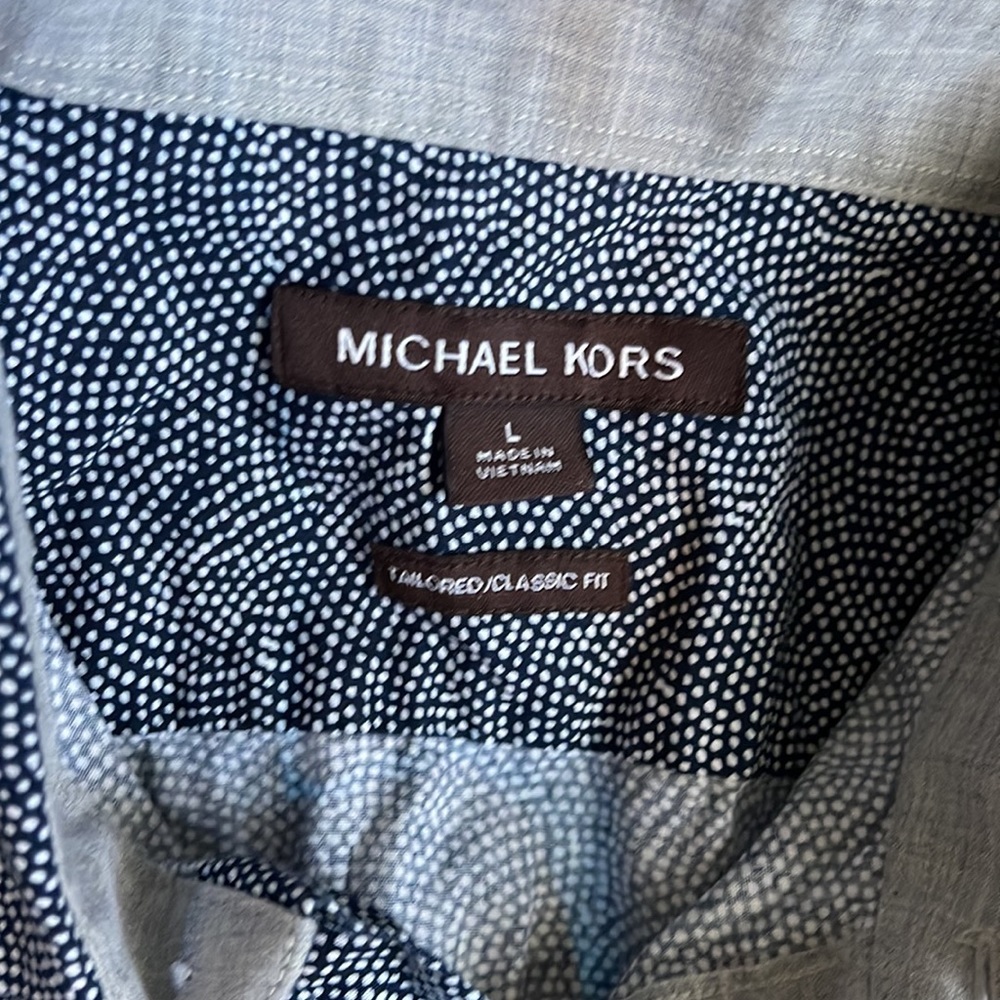 MICHAEL KORS
L
MADE IN
VIETNAM
TAILORED/CLASSIC FIT